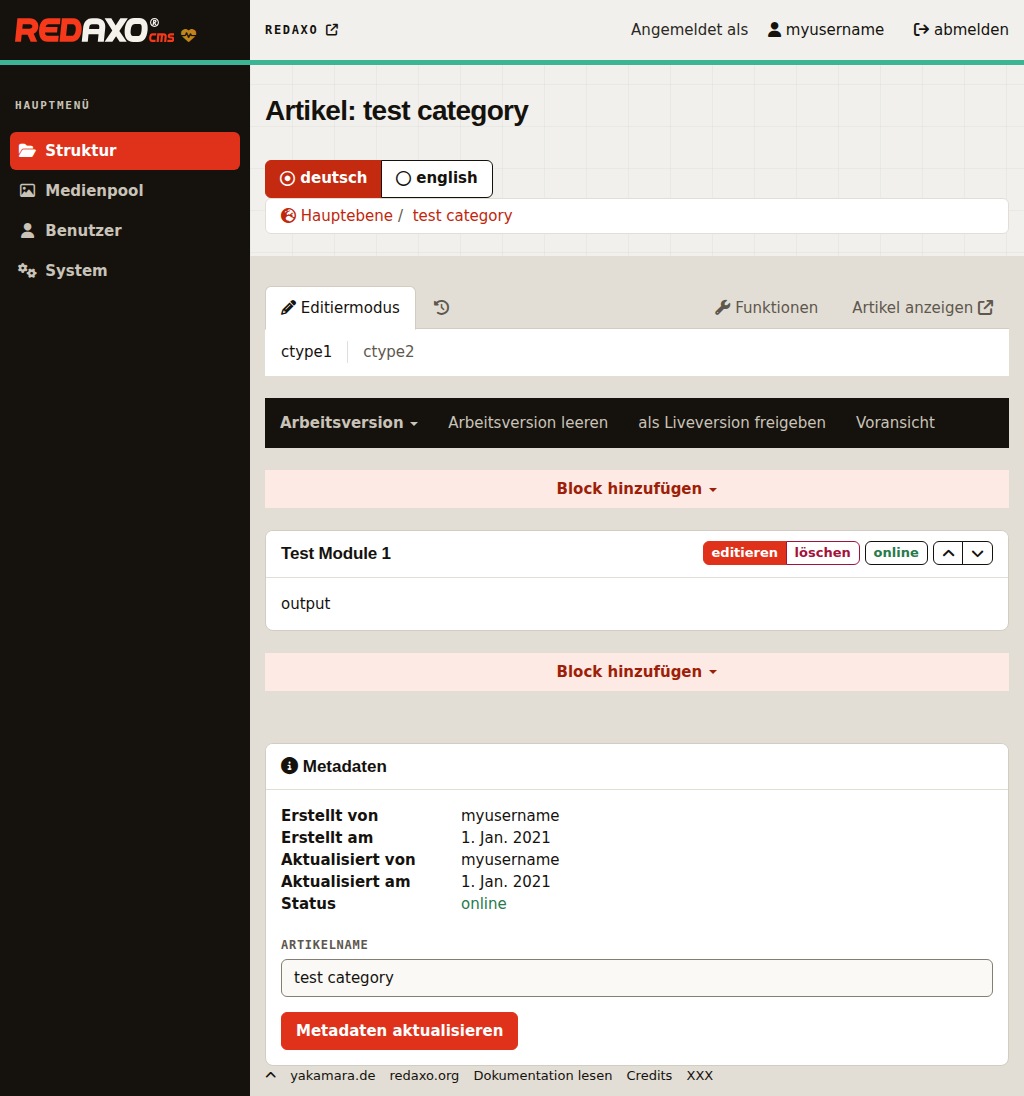 REDAXO® cms
REDAXO
Angemeldet als myusername abmelden
HAUPTMENÜ
Struktur
Medienpool
Benutzer
System
Artikel: test category
deutsch english
Hauptebene / test category
Editiermodus Funktionen Artikel anzeigen
ctype1 ctype2
Arbeitsversion Arbeitsversion leeren als Liveversion freigeben Voransicht
Block hinzufügen
Test Module 1 editieren löschen online
output
Block hinzufügen
Metadaten
Erstellt von myusername
Erstellt am 1. Jan. 2021
Aktualisiert von myusername
Aktualisiert am 1. Jan. 2021
Status online
ARTIKELNAME
test category
Metadaten aktualisieren
yakamara.de redaxo.org Dokumentation lesen Credits XXX